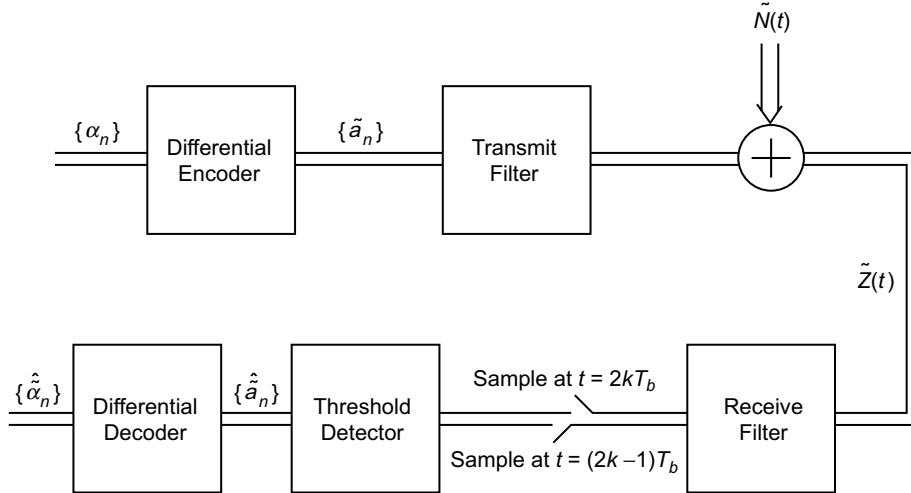 Ñ(t)
{αₙ}
Differential
Encoder
{ãₙ}
Transmit
Filter
Z̃(t)
{α̃̂ₙ}
Differential
Decoder
{ã̂ₙ}
Threshold
Detector
Sample at t = 2kT_b
Sample at t = (2k –1)T_b
Receive
Filter